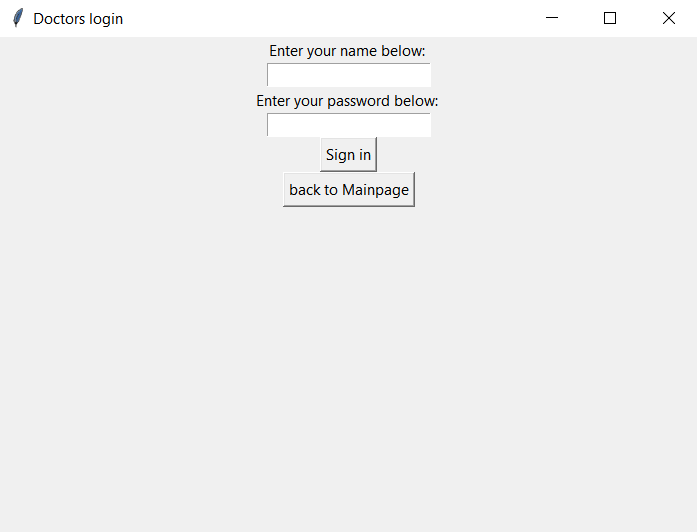 Doctors login
Enter your name below:
Enter your password below:
Sign in
back to Mainpage